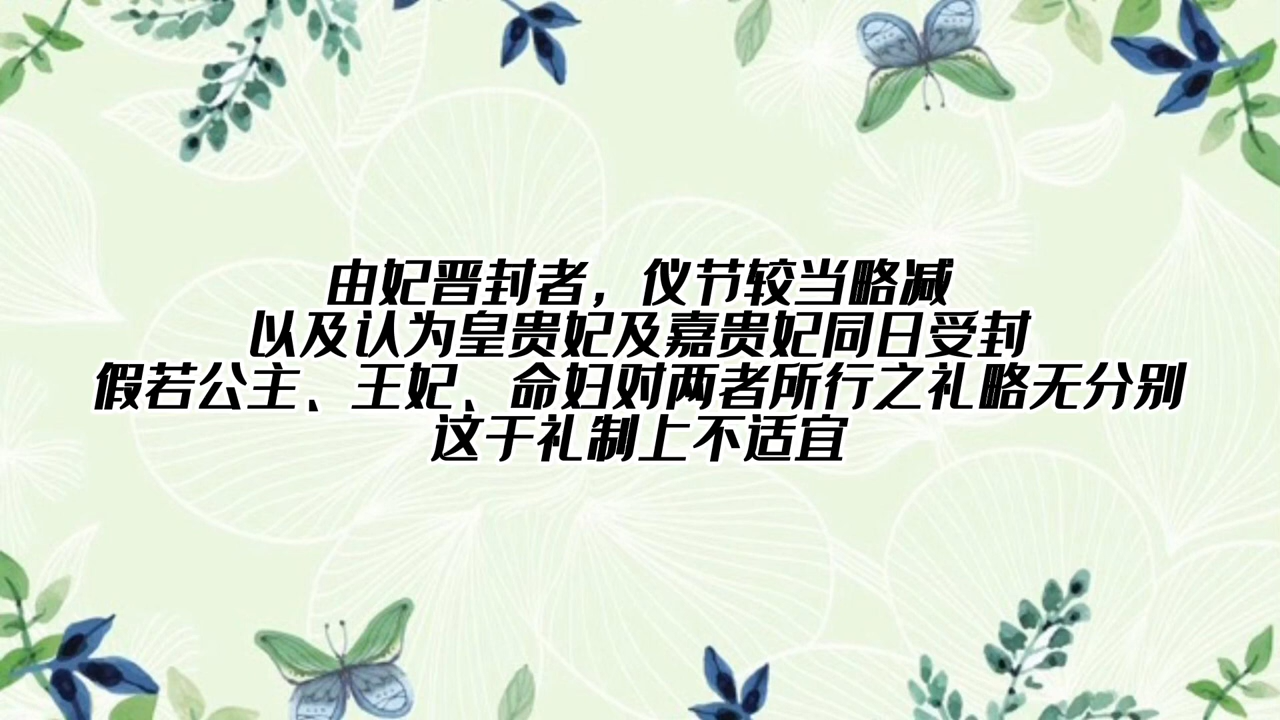 由妃晋封者，仪节较当略减
以及认为皇贵妃及嘉贵妃同日受封
假若公主、王妃、命妇对两者所行之礼略无分别
这于礼制上不适宜